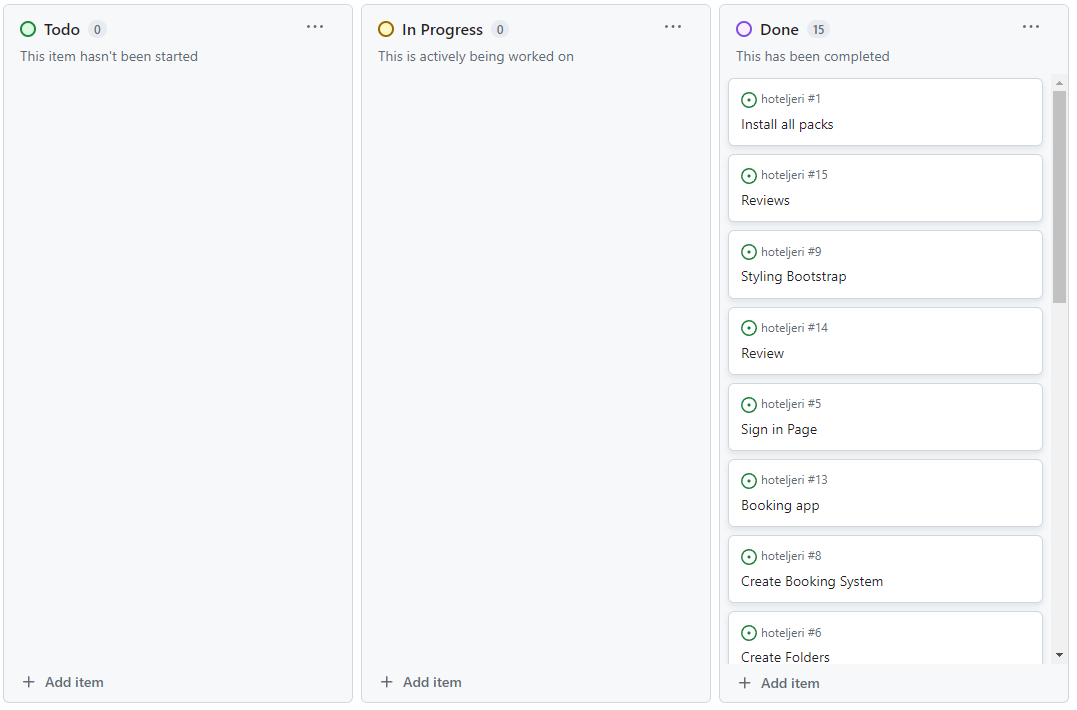 Todo 0
This item hasn't been started
Add item
In Progress 0
This is actively being worked on
Add item
Done 15
This has been completed
hoteljeri #1
Install all packs
hoteljeri #15
Reviews
hoteljeri #9
Styling Bootstrap
hoteljeri #14
Review
hoteljeri #5
Sign in Page
hoteljeri #13
Booking app
hoteljeri #8
Create Booking System
hoteljeri #6
Create Folders
Add item